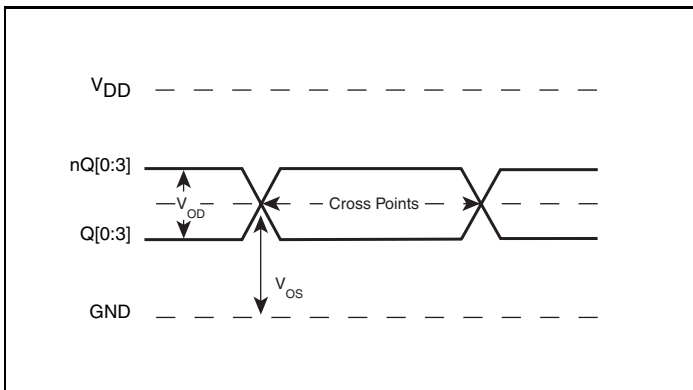 VDD
nQ[0:3]
VOD
Cross Points
Q[0:3]
VOS
GND